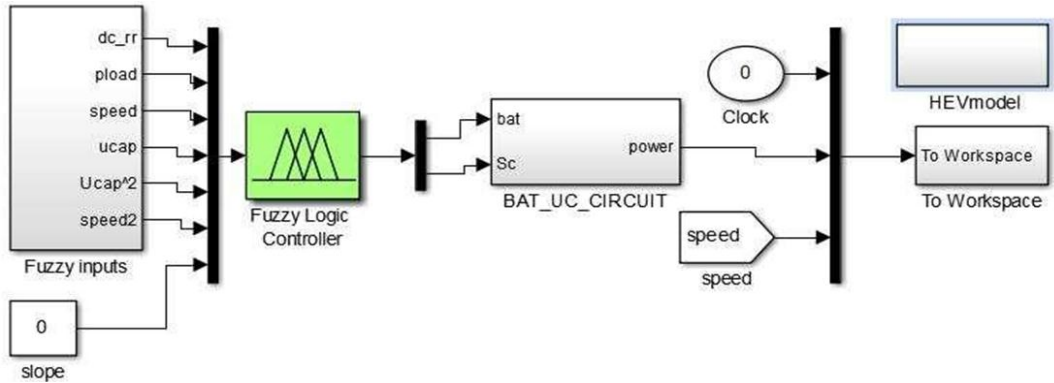 dc_rr
pload
speed
ucap
Ucap^2
speed2
Fuzzy inputs
0
slope
Fuzzy Logic
Controller
bat
Sc
power
BAT_UC_CIRCUIT
0
Clock
speed
speed
HEVmodel
To Workspace
To Workspace